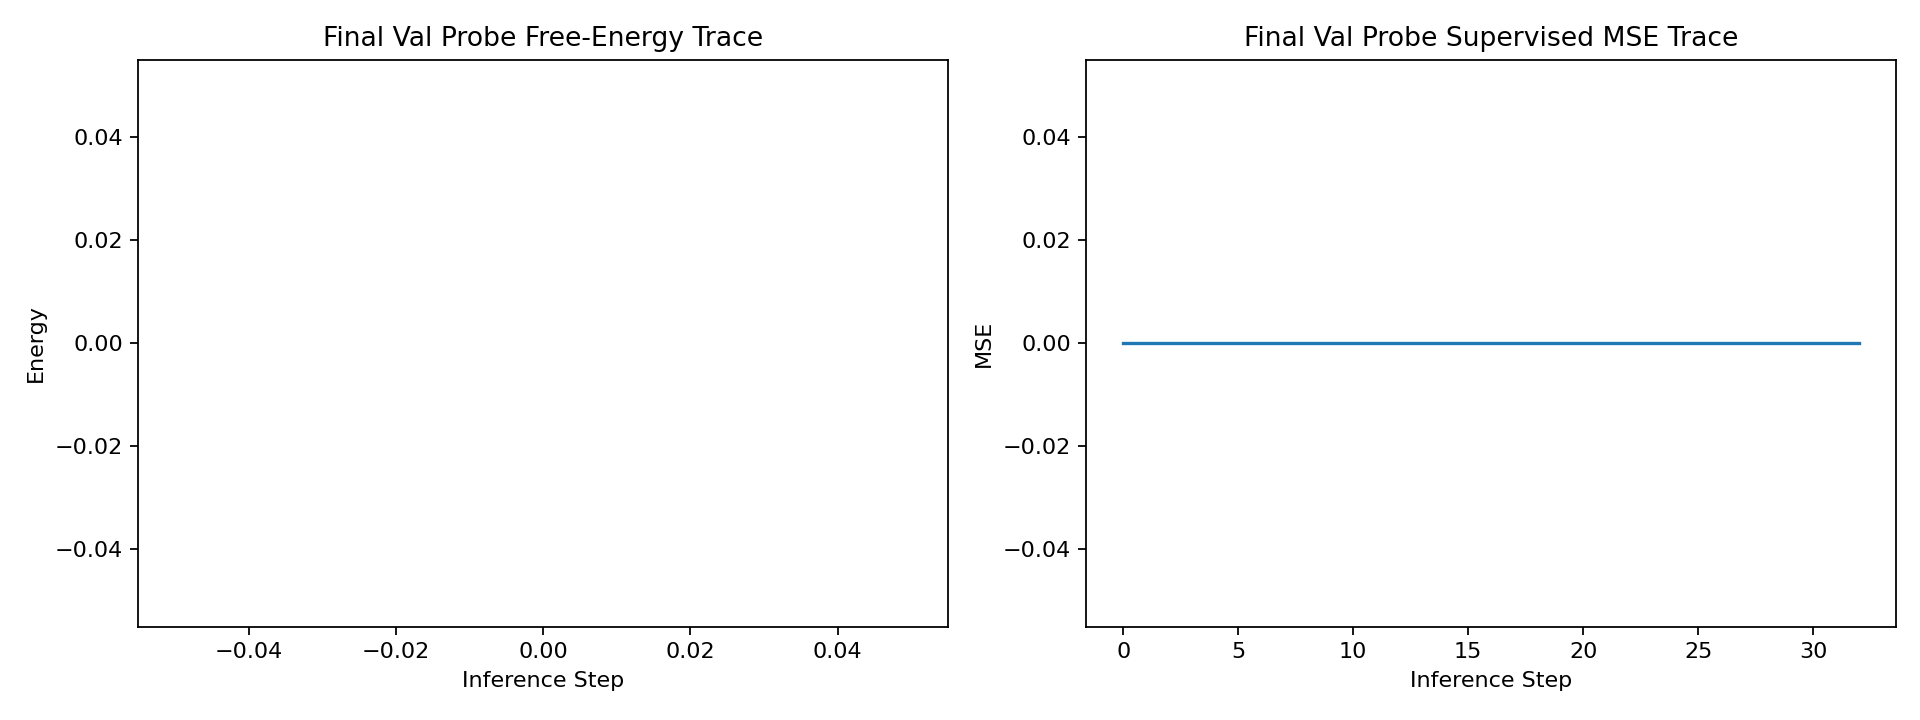 Final Val Probe Free-Energy Trace
Energy
0.04
0.02
0.00
−0.02
−0.04
−0.04 −0.02 0.00 0.02 0.04
Inference Step
Final Val Probe Supervised MSE Trace
MSE
0.04
0.02
0.00
−0.02
−0.04
0 5 10 15 20 25 30
Inference Step